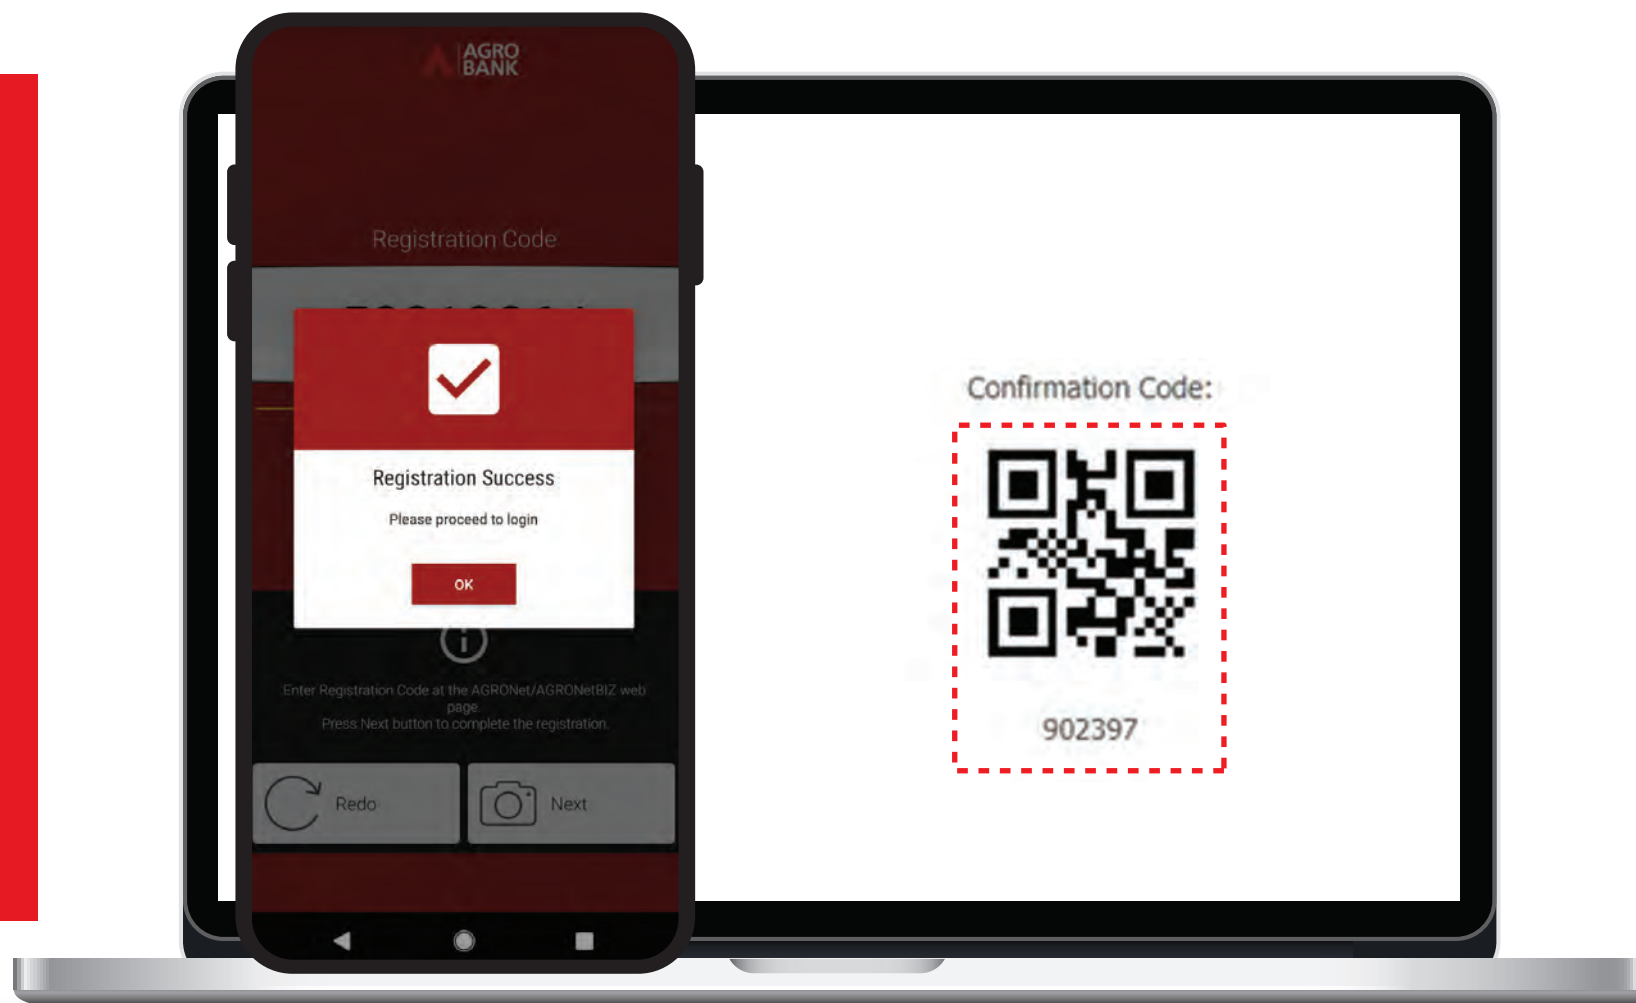 AGRO
BANK
Registration Code
Registration Success
Please proceed to login
OK
Enter Registration Code at the AGRONet/AGRONetBIZ web
page.
Press Next button to complete the registration.
Redo
Next
Confirmation Code:
902397